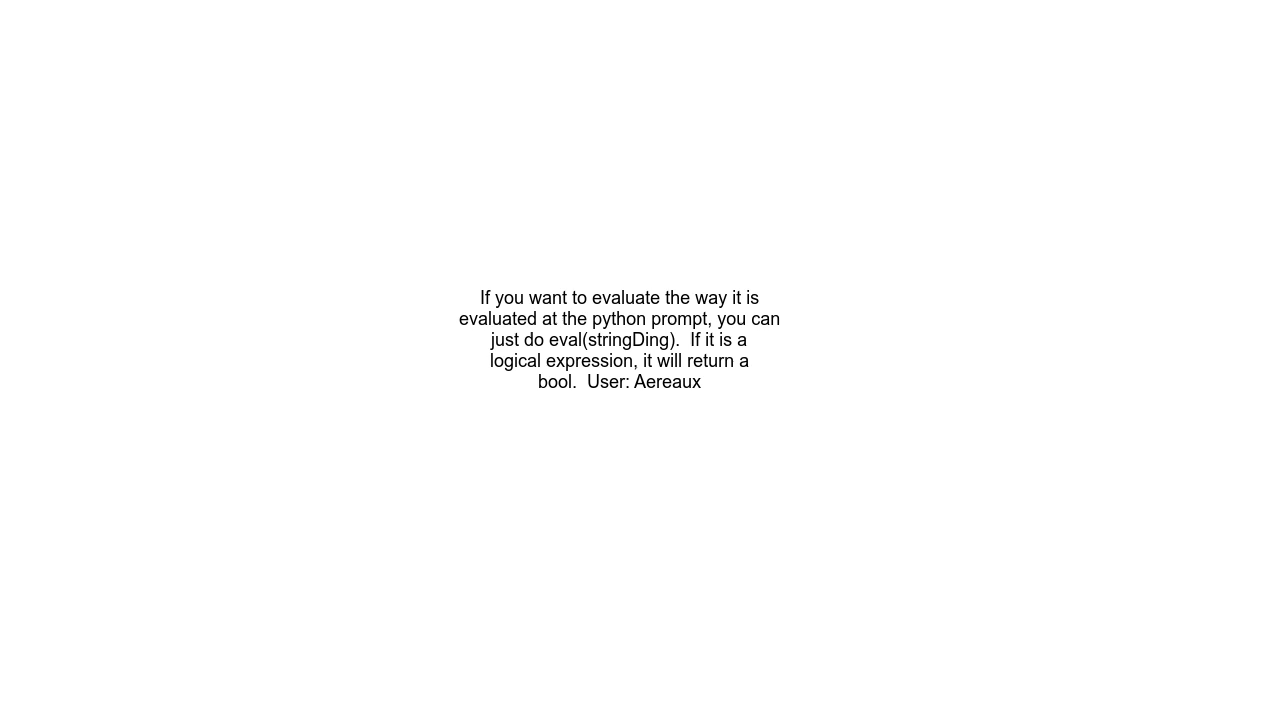 If you want to evaluate the way it is
evaluated at the python prompt, you can
just do eval(stringDing).  If it is a
logical expression, it will return a
bool.  User: Aereaux